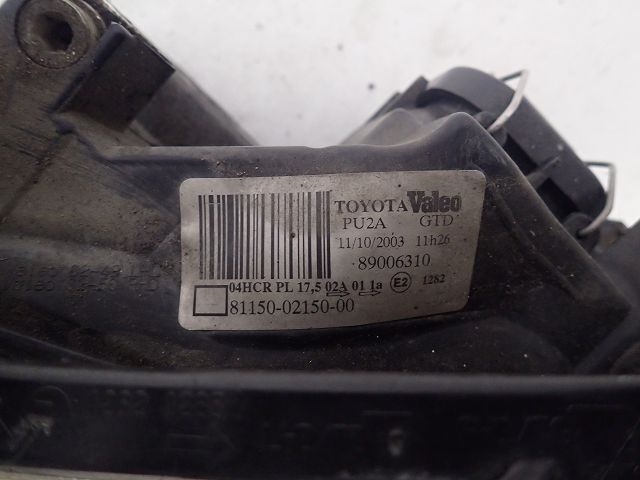 TOYOTA Valeo
PU2A GTD
11/10/2003 11h26
89006310
04HCR PL 17,5 02A 01 1a E2 1282
81150-02150-00